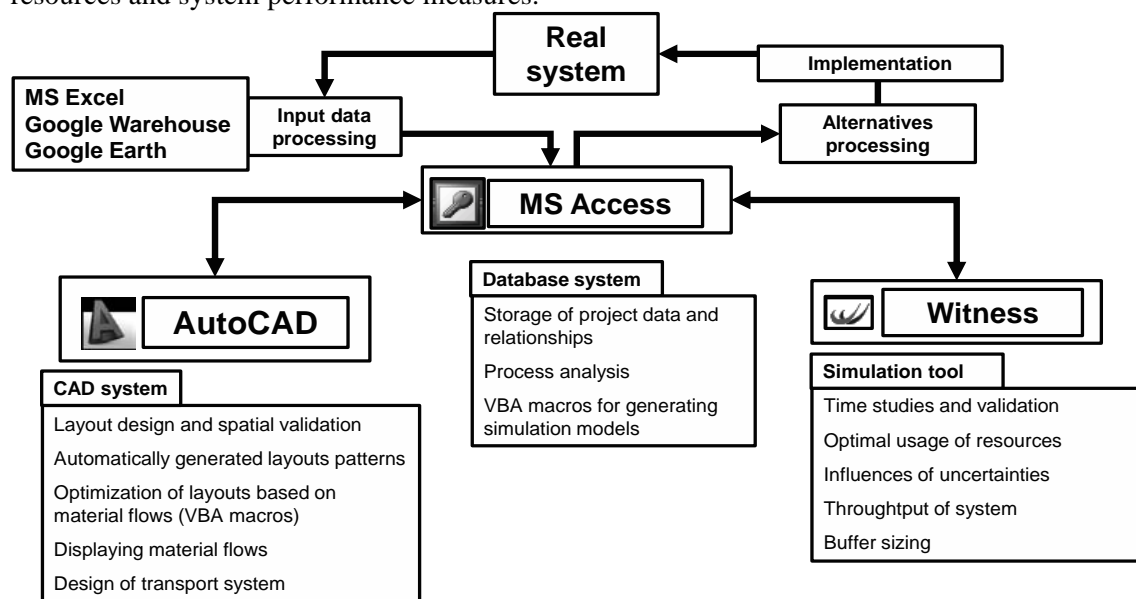 resources and system performance measures.
Real
system
Implementation
MS Excel
Google Warehouse
Google Earth
Input data
processing
Alternatives
processing
MS Access
AutoCAD
Database system
Storage of project data and
relationships
Process analysis
VBA macros for generating
simulation models
Witness
CAD system
Layout design and spatial validation
Automatically generated layouts patterns
Optimization of layouts based on
material flows (VBA macros)
Displaying material flows
Design of transport system
Simulation tool
Time studies and validation
Optimal usage of resources
Influences of uncertainties
Throughtput of system
Buffer sizing